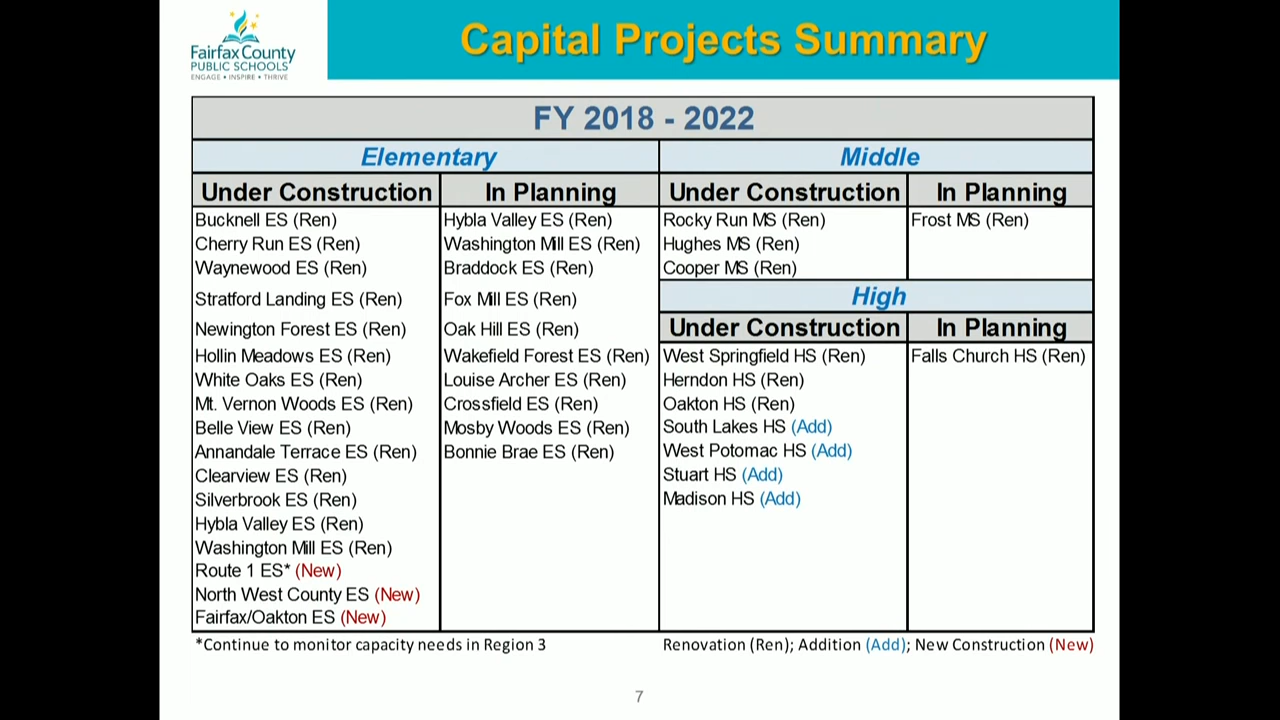 Fairfax County
PUBLIC SCHOOLS
ENGAGE • INSPIRE • THRIVE
Capital Projects Summary
FY 2018 - 2022
Elementary
Under Construction
Bucknell ES (Ren)
Cherry Run ES (Ren)
Waynewood ES (Ren)
Stratford Landing ES (Ren)
Newington Forest ES (Ren)
Hollin Meadows ES (Ren)
White Oaks ES (Ren)
Mt. Vernon Woods ES (Ren)
Belle View ES (Ren)
Annandale Terrace ES (Ren)
Clearview ES (Ren)
Silverbrook ES (Ren)
Hybla Valley ES (Ren)
Washington Mill ES (Ren)
Route 1 ES* (New)
North West County ES (New)
Fairfax/Oakton ES (New)
In Planning
Hybla Valley ES (Ren)
Washington Mill ES (Ren)
Braddock ES (Ren)
Fox Mill ES (Ren)
Oak Hill ES (Ren)
Wakefield Forest ES (Ren)
Louise Archer ES (Ren)
Crossfield ES (Ren)
Mosby Woods ES (Ren)
Bonnie Brae ES (Ren)
Middle
Under Construction
Rocky Run MS (Ren)
Hughes MS (Ren)
Cooper MS (Ren)
In Planning
Frost MS (Ren)
High
Under Construction
West Springfield HS (Ren)
Herndon HS (Ren)
Oakton HS (Ren)
South Lakes HS (Add)
West Potomac HS (Add)
Stuart HS (Add)
Madison HS (Add)
In Planning
Falls Church HS (Ren)
*Continue to monitor capacity needs in Region 3
Renovation (Ren); Addition (Add); New Construction (New)
7